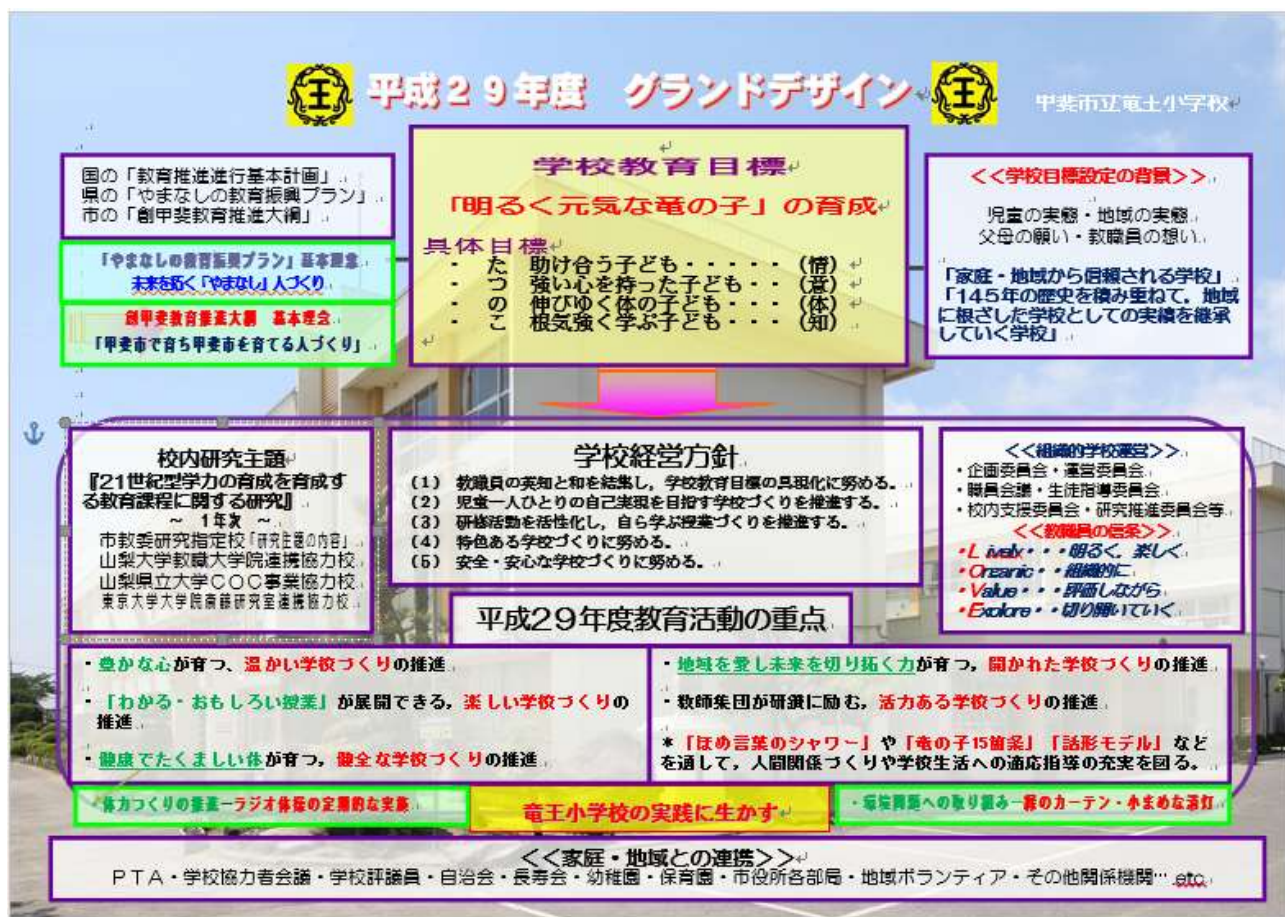 平成29年度 グランドデザイン
甲斐市立竜王小学校
国の「教育推進進行基本計画」
県の「やまなしの教育振興プラン」
市の「創甲斐教育推進大綱」
「やまなしの教育振興プラン」基本理念
未来を拓く「やまなし」人づくり
創甲斐教育推進大綱 基本理念
「甲斐市で育ち甲斐市を育てる人づくり」
学校教育目標
「明るく元気な竜の子」の育成
具体目標
・ た 助け合う子ども・・・・・(情)
・ つ 強い心を持った子ども・・・(意)
・ の 伸びゆく体の子ども・・・(体)
・ こ 根気強く学ぶ子ども・・・(知)
<<学校目標設定の背景>>
児童の実態・地域の実態
父母の願い・教職員の想い
「家庭・地域から信頼される学校」
「145年の歴史を積み重ねて,地域
に根ざした学校としての実績を継承
していく学校」
校内研究主題
『21世紀型学力の育成を育成す
る教育課程に関する研究』
~ 1年次 ~
市教委研究指定校「研究主題の内容」
山梨大学教職大学院連携協力校
山梨県立大学COC事業協力校
東京大学大学院斎藤研究室連携協力校
学校経営方針
(1) 教職員の英知と和を結集し,学校教育目標の具現化に努める。
(2) 児童一人ひとりの自己実現を目指す学校づくりを推進する。
(3) 研修活動を活性化し,自ら学ぶ授業づくりを推進する。
(4) 特色ある学校づくりに努める。
(5) 安全・安心な学校づくりに努める。
<<組織的学校運営>>
・企画委員会・運営委員会
・職員会議・生徒指導委員会
・校内支援委員会・研究推進委員会等
<<教職員の信条>>
・Lively・・・明るく,楽しく
・Organic・・組織的に
・Value・・・評価しながら
・Explore・・切り開いていく
平成29年度教育活動の重点
・豊かな心が育つ、温かい学校づくりの推進
・「わかる・おもしろい授業」が展開できる,楽しい学校づくりの
推進
・健康でたくましい体が育つ,健全な学校づくりの推進
・地域を愛し未来を切り拓く力が育つ,開かれた学校づくりの推進
・教師集団が研鑽に励む,活力ある学校づくりの推進
*「ほめ言葉のシャワー」や「竜の子15箇条」「話形モデル」など
を通して,人間関係づくりや学校生活への適応指導の充実を図る。
・体力つくりの推進―ラジオ体操の定期的な実施
竜王小学校の実践に生かす
・環境問題への取り組み―緑のカーテン・小まめな消灯
<<家庭・地域との連携>>
PTA・学校協力者会議・学校評議員・自治会・長寿会・幼稚園・保育園・市役所各部局・地域ボランティア・その他関係機関…etc